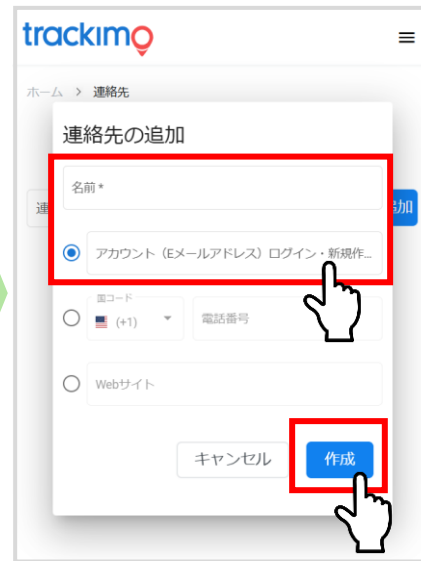 trackimo
ホーム > 連絡先
連絡先の追加
名前 *
連
追加
アカウント（Eメールアドレス）ログイン・新規作...
国コード
(+1)
電話番号
Webサイト
キャンセル
作成